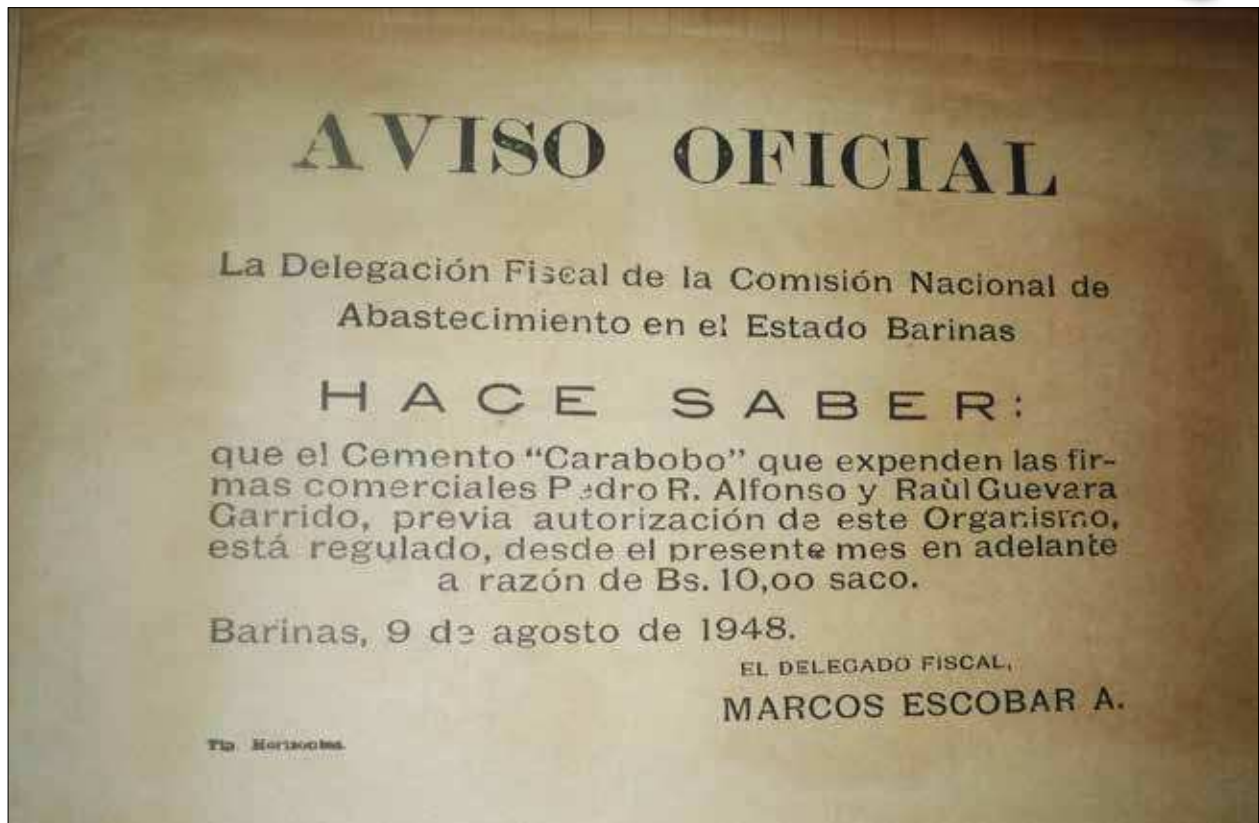 AVISO OFICIAL
La Delegación Fiscal de la Comisión Nacional de
Abastecimiento en el Estado Barinas
HACE SABER:
que el Cemento “Carabobo” que expenden las fir-
mas comerciales Pedro R. Alfonso y Raùl Guevara
Garrido, previa autorización de este Organismo,
está regulado, desde el presente mes en adelante
a razón de Bs. 10,oo saco.
Barinas, 9 de agosto de 1948.
EL DELEGADO FISCAL,
MARCOS ESCOBAR A.
Tip. Horizontes